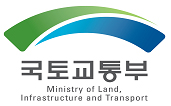 국토교통부
Ministry of Land,
Infrastructure and Transport